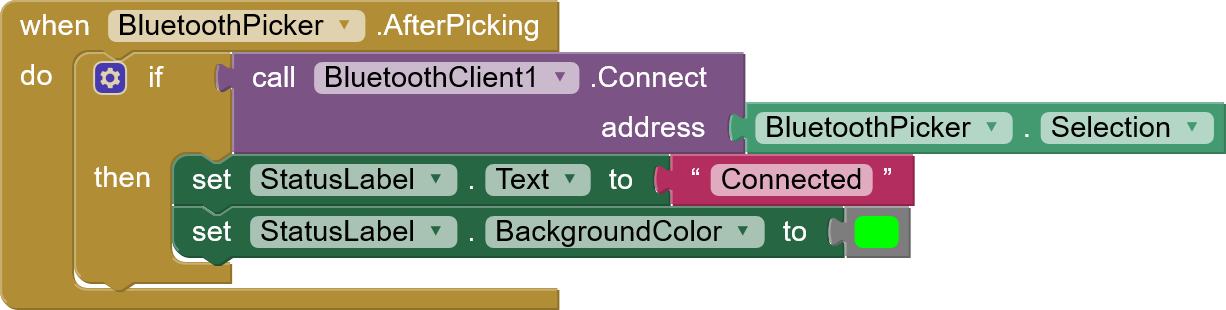 when BluetoothPicker .AfterPicking
do if call BluetoothClient1 .Connect
address BluetoothPicker . Selection
then set StatusLabel . Text to “ Connected ”
set StatusLabel . BackgroundColor to